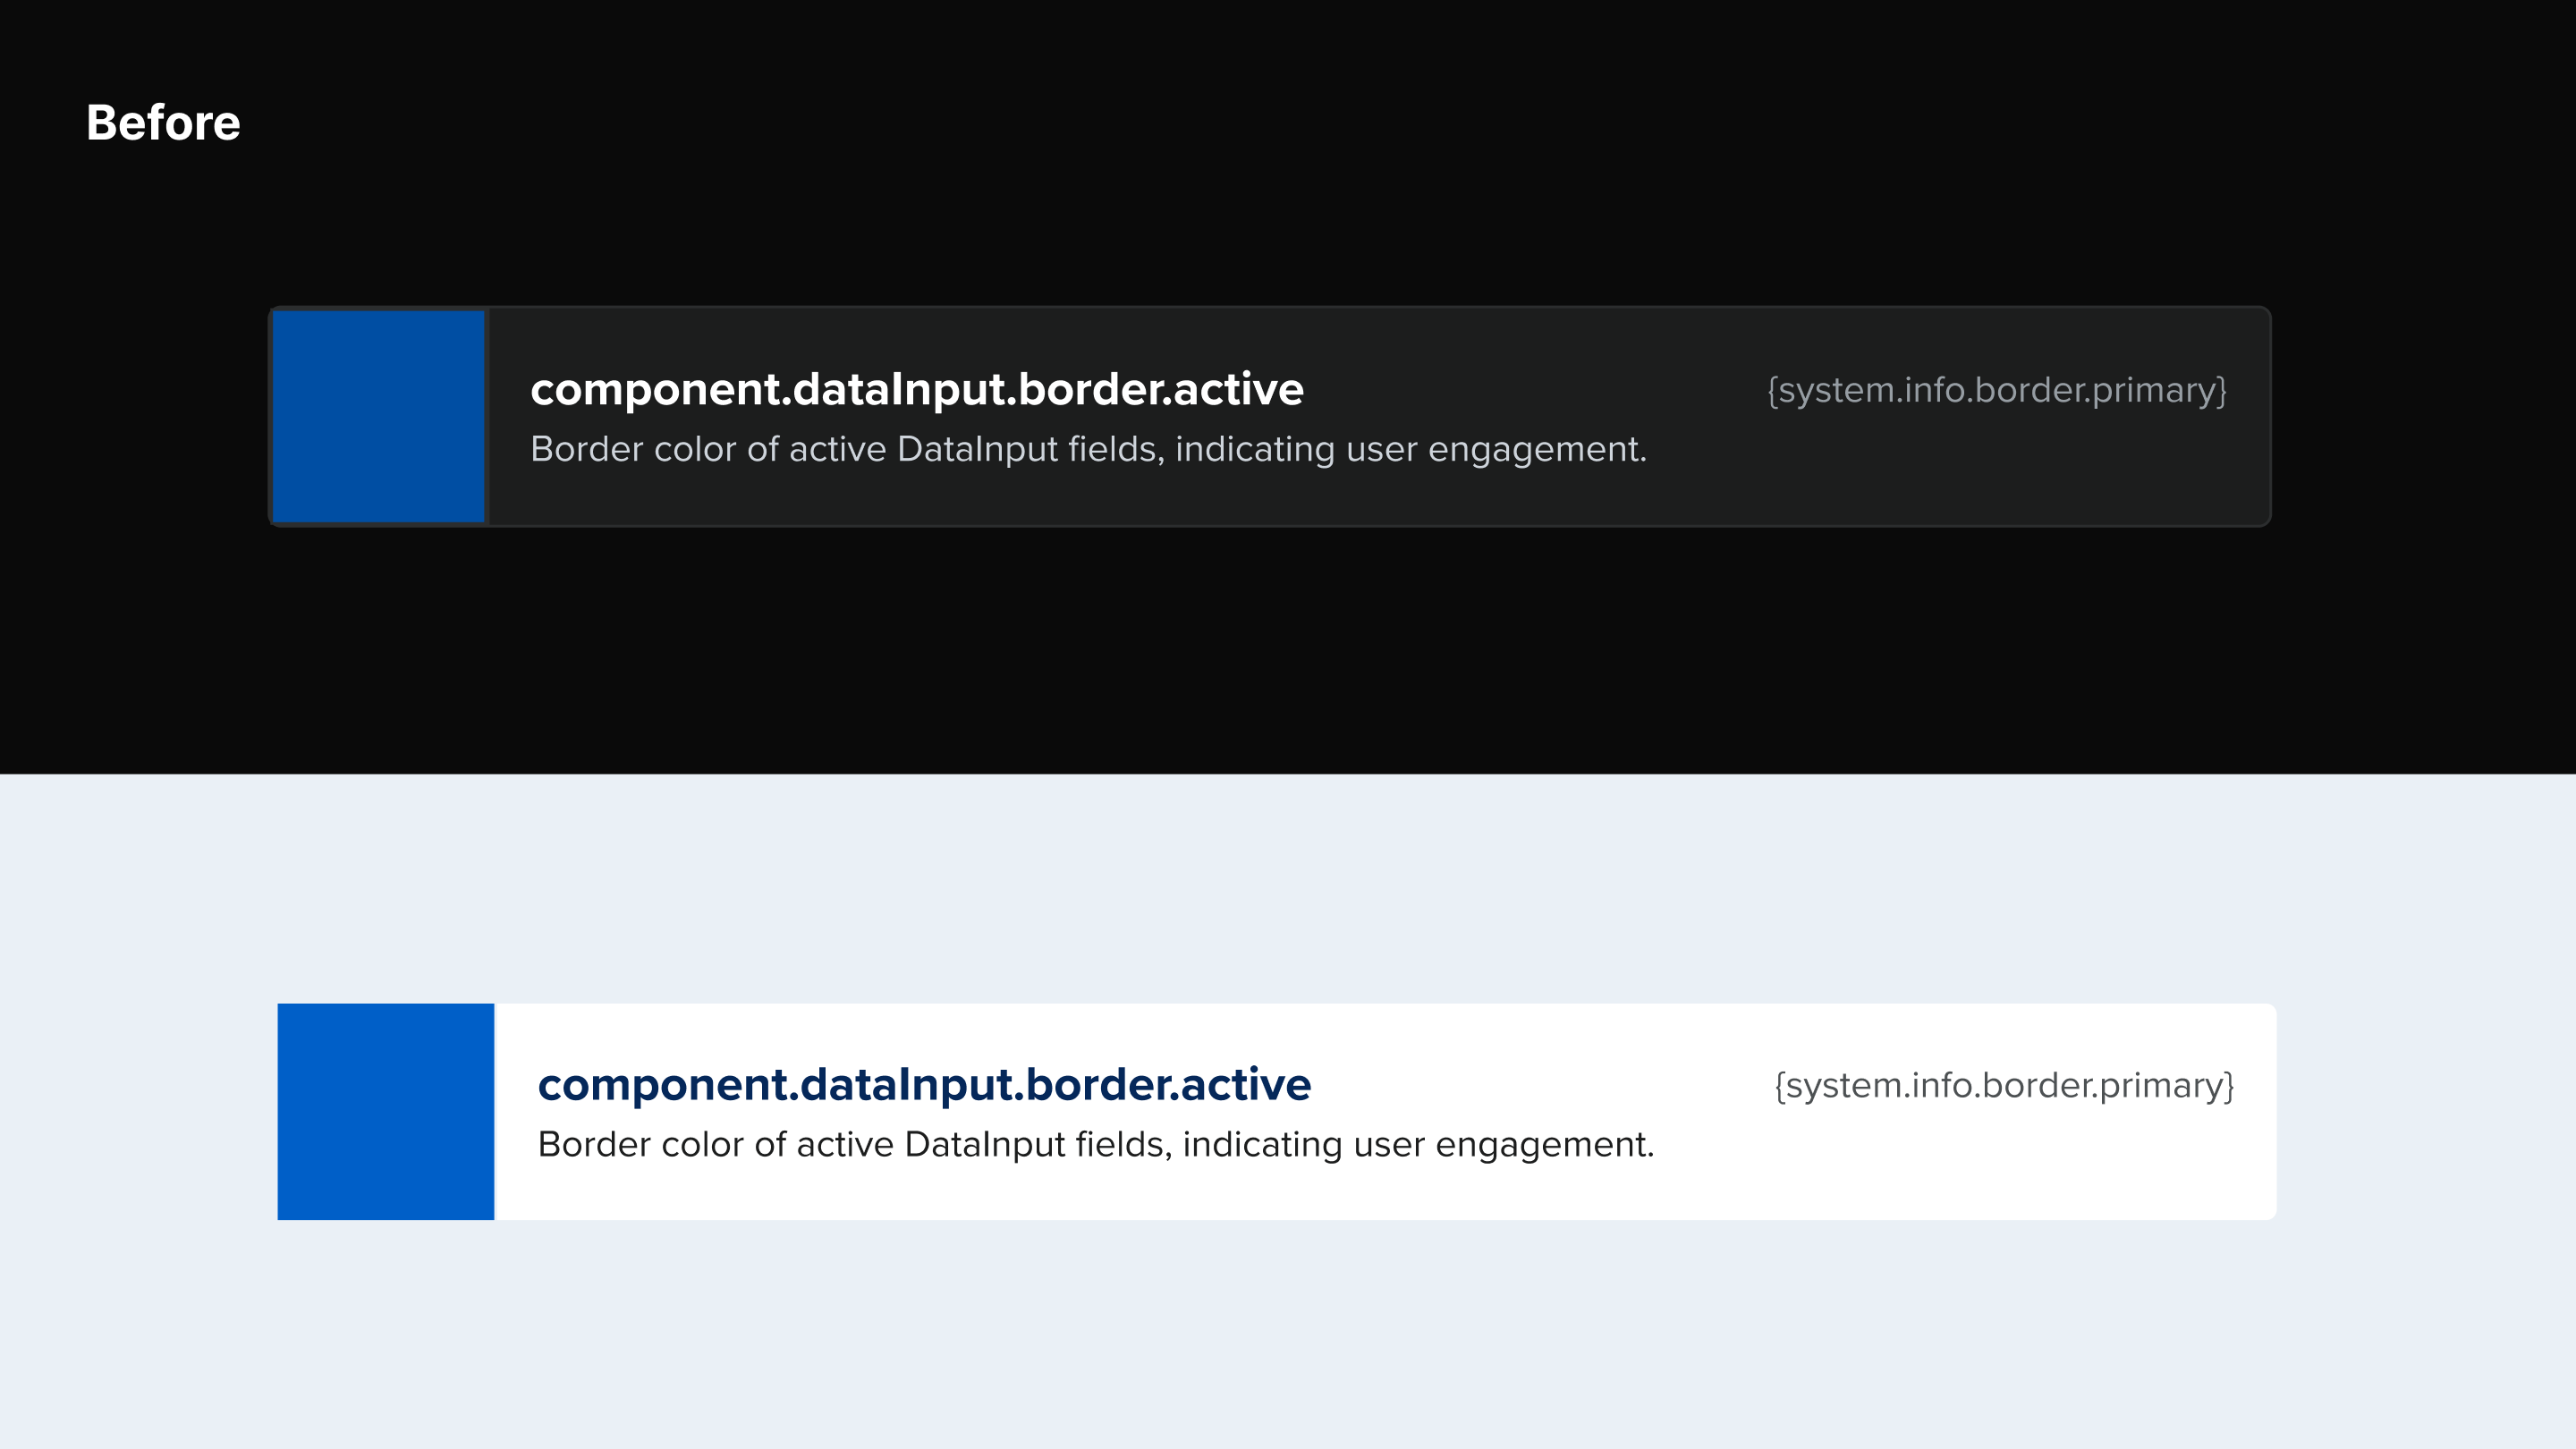 Before
component.dataInput.border.active
{system.info.border.primary}
Border color of active DataInput fields, indicating user engagement.
component.dataInput.border.active
{system.info.border.primary}
Border color of active DataInput fields, indicating user engagement.